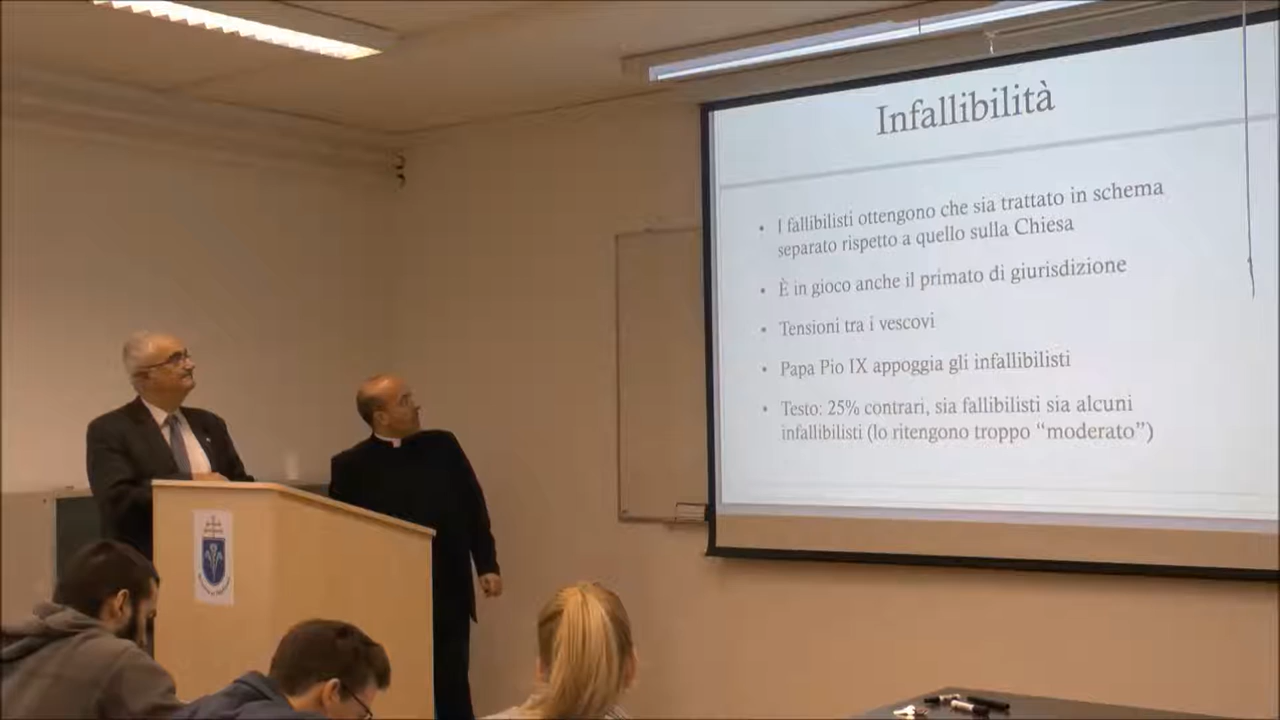 Infallibilità
• I fallibilisti ottengono che sia trattato in schema
separato rispetto a quello sulla Chiesa
• È in gioco anche il primato di giurisdizione
• Tensioni tra i vescovi
• Papa Pio IX appoggia gli infallibilisti
• Testo: 25% contrari, sia fallibilisti sia alcuni
infallibilisti (lo ritengono troppo “moderato”)